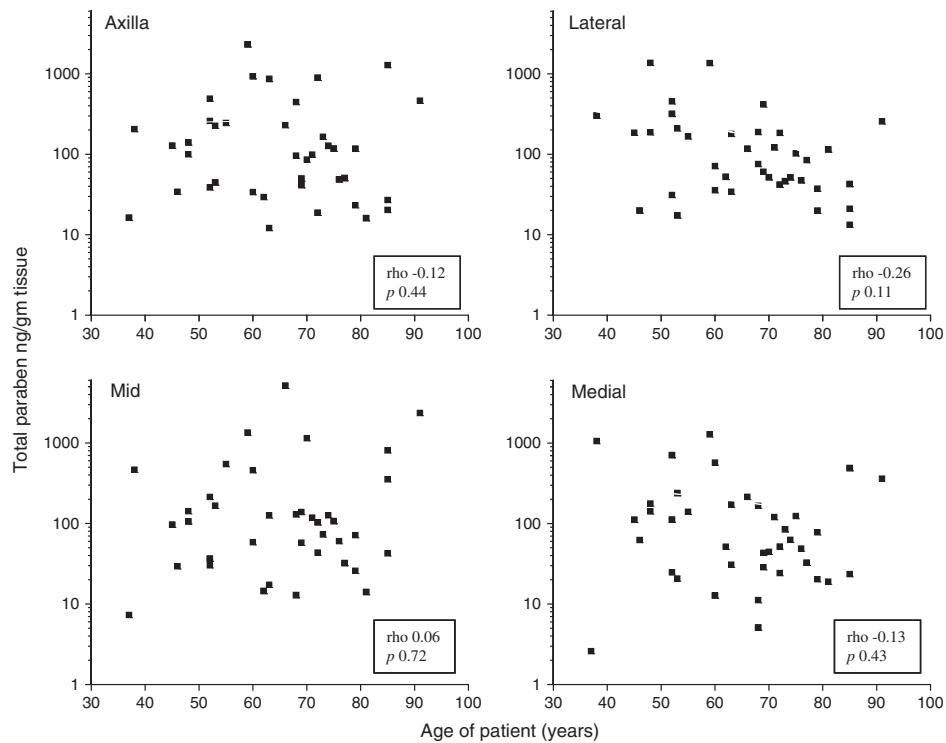 Total paraben ng/gm tissue
Axilla
1000
100
10
1
30 40 50 60 70 80 90 100
rho -0.12
p 0.44
Lateral
1000
100
10
1
30 40 50 60 70 80 90 100
rho -0.26
p 0.11
Mid
1000
100
10
1
30 40 50 60 70 80 90 100
rho 0.06
p 0.72
Medial
1000
100
10
1
30 40 50 60 70 80 90 100
rho -0.13
p 0.43
Age of patient (years)